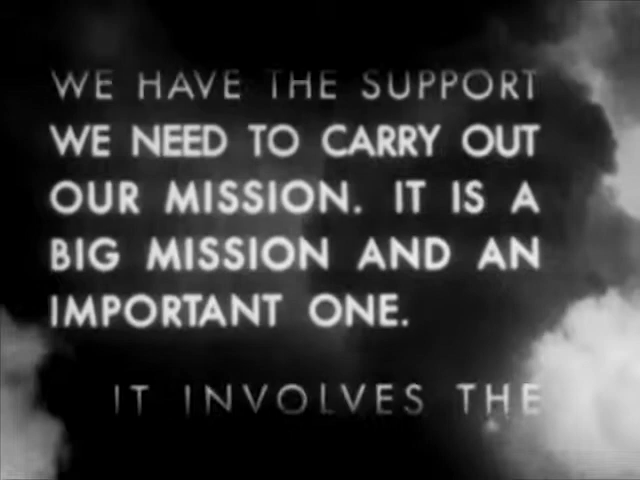 WE HAVE THE SUPPORT
WE NEED TO CARRY OUT
OUR MISSION. IT IS A
BIG MISSION AND AN
IMPORTANT ONE.
IT INVOLVES THE